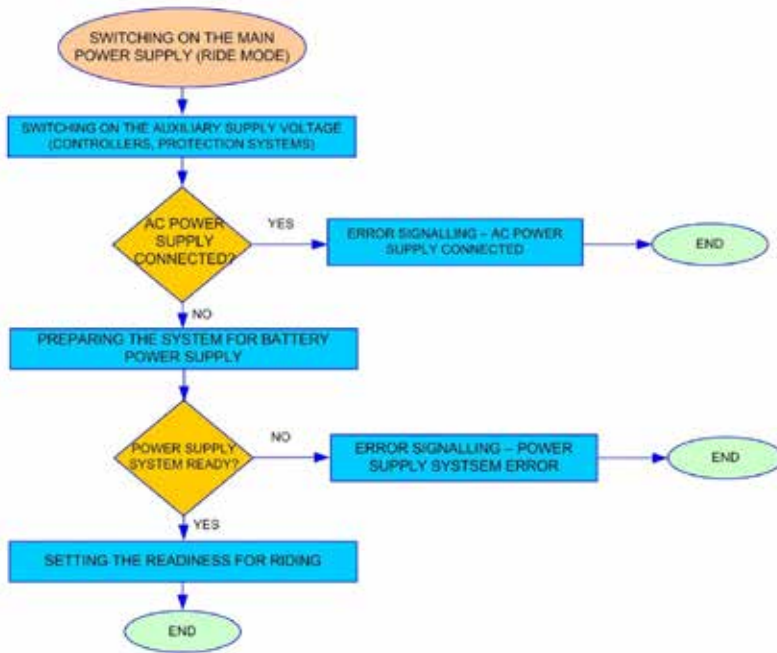 SWITCHING ON THE MAIN
POWER SUPPLY (RIDE MODE)
SWITCHING ON THE AUXILIARY SUPPLY VOLTAGE
(CONTROLLERS, PROTECTION SYSTEMS)
AC POWER
SUPPLY
CONNECTED?
YES
ERROR SIGNALLING – AC POWER
SUPPLY CONNECTED
END
NO
PREPARING THE SYSTEM FOR BATTERY
POWER SUPPLY
POWER SUPPLY
SYSTEM READY?
NO
ERROR SIGNALLING – POWER
SUPPLY SYSTSEM ERROR
END
YES
SETTING THE READINESS FOR RIDING
END